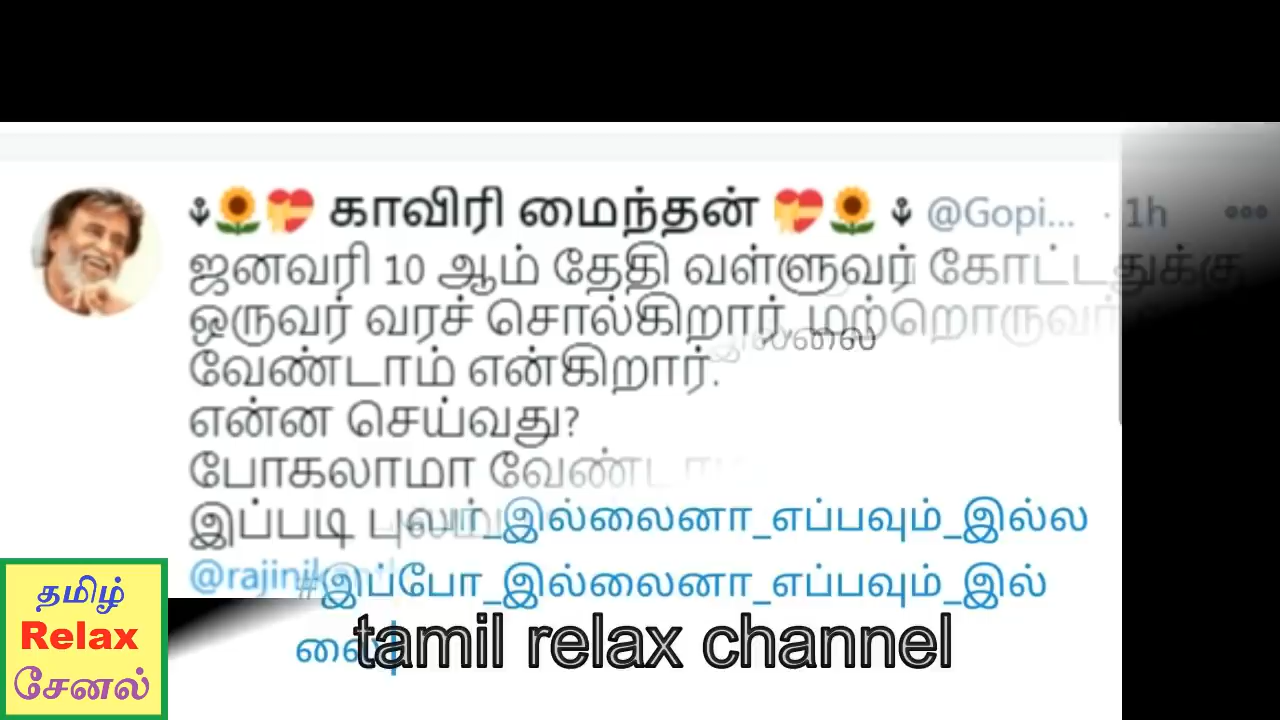 ⚓🌻💝 காவிரி மைந்தன் 💝🌻⚓ @Gopi... · 1h
ஜனவரி 10 ஆம் தேதி வள்ளுவர் கோட்டத்துக்கு
ஒருவர் வரச் சொல்கிறார், மற்றொருவர்
இல்லை
வேண்டாம் என்கிறார்.
என்ன செய்வது?
போகலாமா
இப்படி
_இல்லைனா_எப்பவும்_இல்ல
#இப்போ_இல்லைனா_எப்பவும்_இல்
லை
tamil relax channel
தமிழ்
Relax
சேனல்